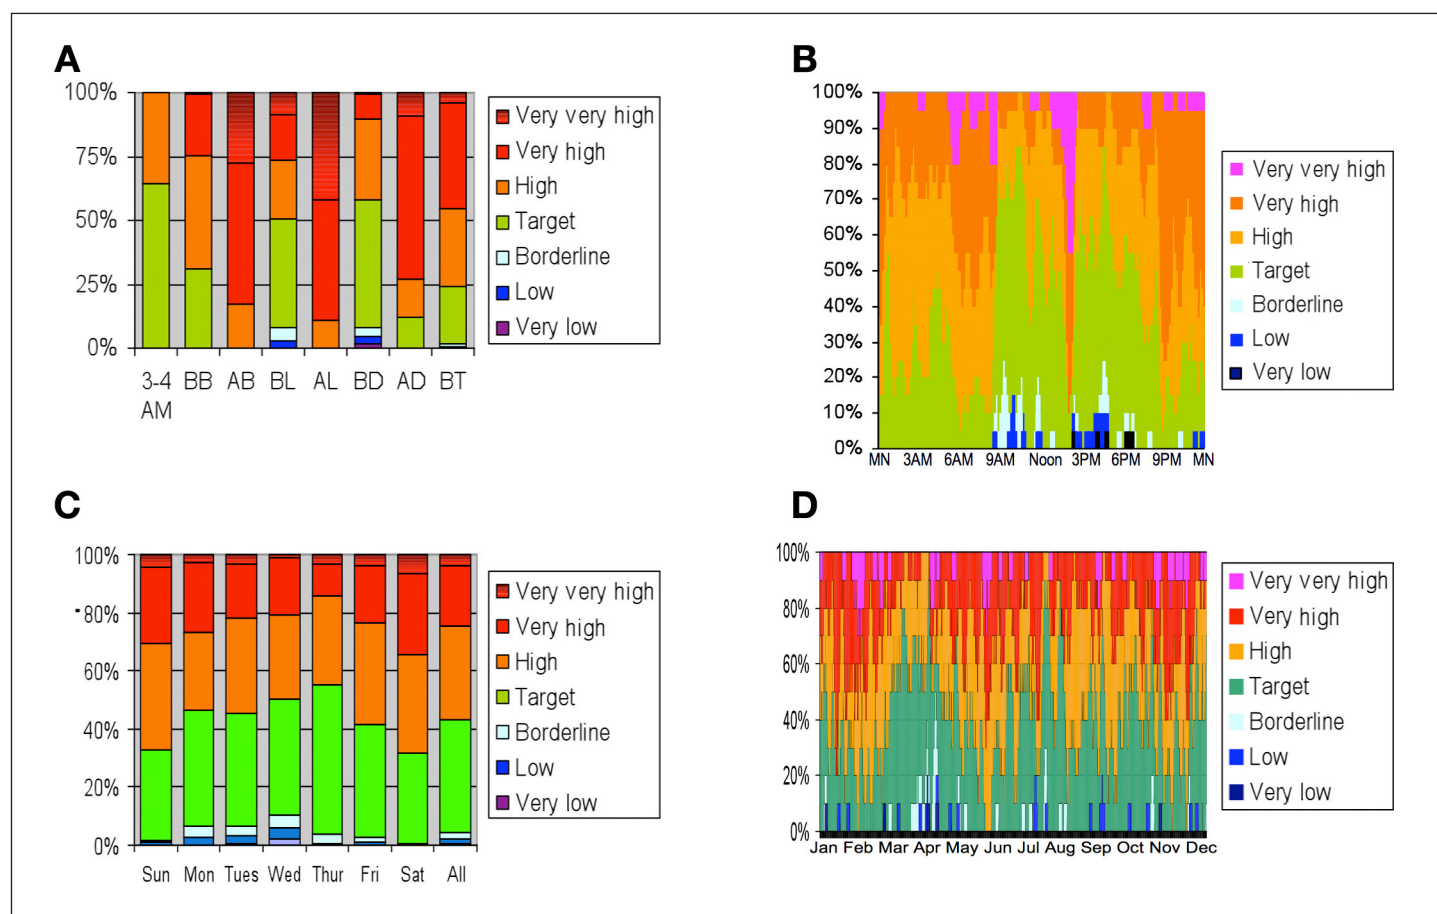 A
100%
75%
50%
25%
0%
3-4 AM BB AB BL AL BD AD BT
Very very high
Very high
High
Target
Borderline
Low
Very low
B
100%
90%
80%
70%
60%
50%
40%
30%
20%
10%
0%
MN 3AM 6AM 9AM Noon 3PM 6PM 9PM MN
Very very high
Very high
High
Target
Borderline
Low
Very low
C
100%
80%
60%
40%
20%
0%
Sun Mon Tues Wed Thur Fri Sat All
Very very high
Very high
High
Target
Borderline
Low
Very low
D
100%
80%
60%
40%
20%
0%
Jan Feb Mar Apr May Jun Jul Aug Sep Oct Nov Dec
Very very high
Very high
High
Target
Borderline
Low
Very low